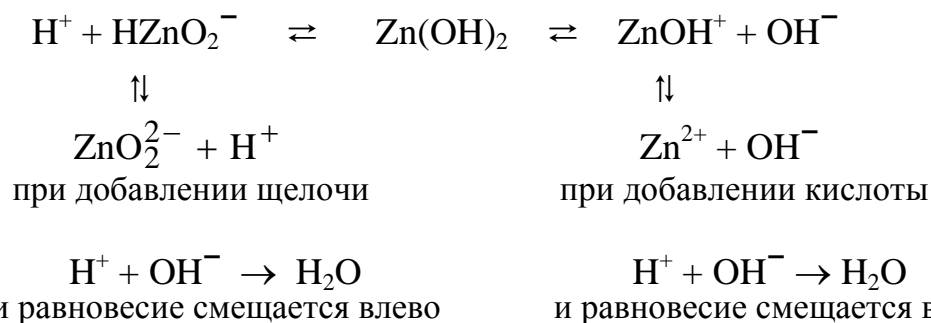 H⁺ + HZnO₂⁻ ⇄ Zn(OH)₂ ⇄ ZnOH⁺ + OH⁻
⇅ ⇅
ZnO₂²⁻ + H⁺ Zn²⁺ + OH⁻
при добавлении щелочи при добавлении кислоты
H⁺ + OH⁻ → H₂O H⁺ + OH⁻ → H₂O
и равновесие смещается влево и равновесие смещается в